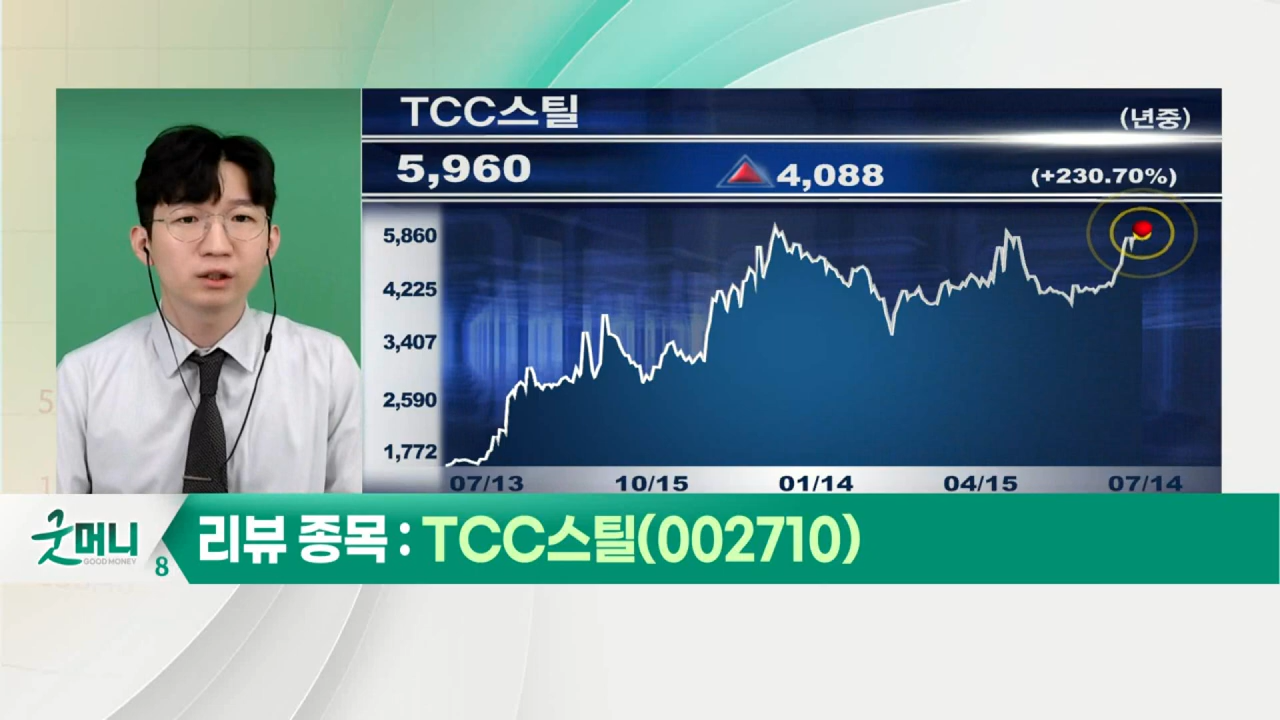 TCC스틸
(년중)
5,960
4,088
(+230.70%)
5,860
4,225
3,407
2,590
1,772
07/13
10/15
01/14
04/15
07/14
굿머니
GOOD MONEY
8
리뷰 종목 : TCC스틸(002710)